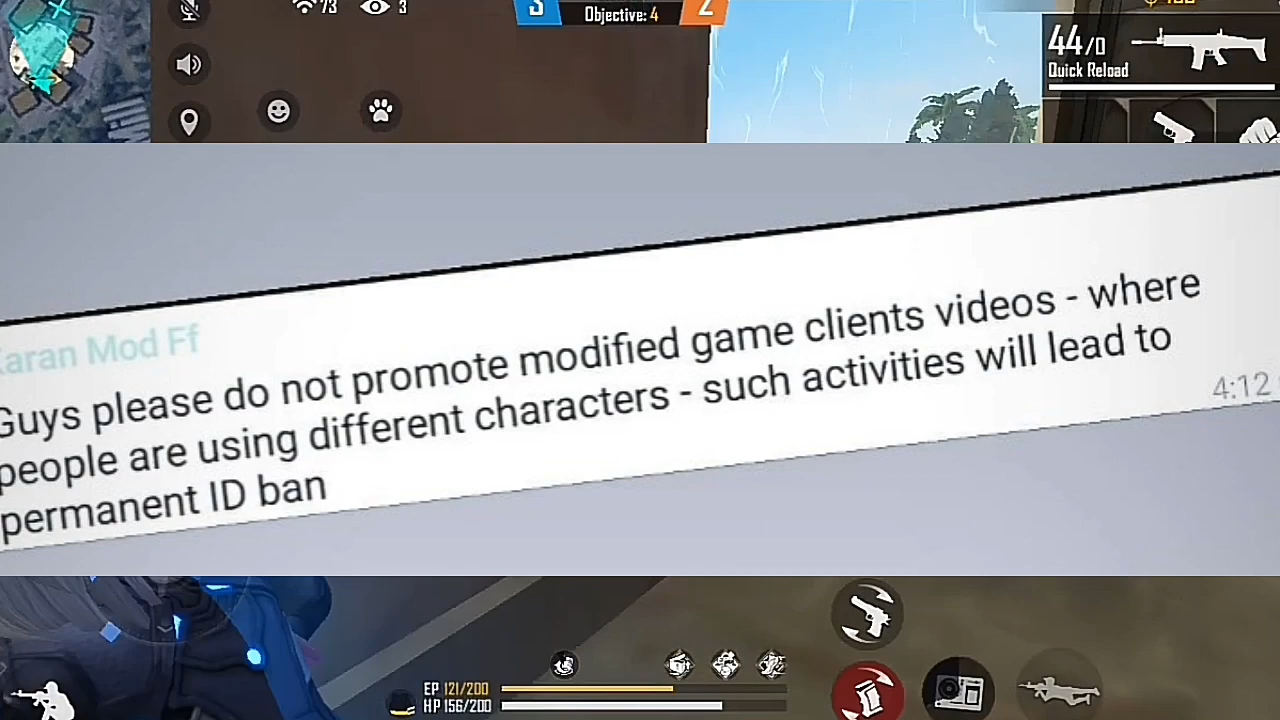 73
3
Objective: 4
44/0
Quick Reload
Karan Mod Ff
Guys please do not promote modified game clients videos - where
people are using different characters - such activities will lead to
permanent ID ban
4:12
EP 121/200
HP 156/200